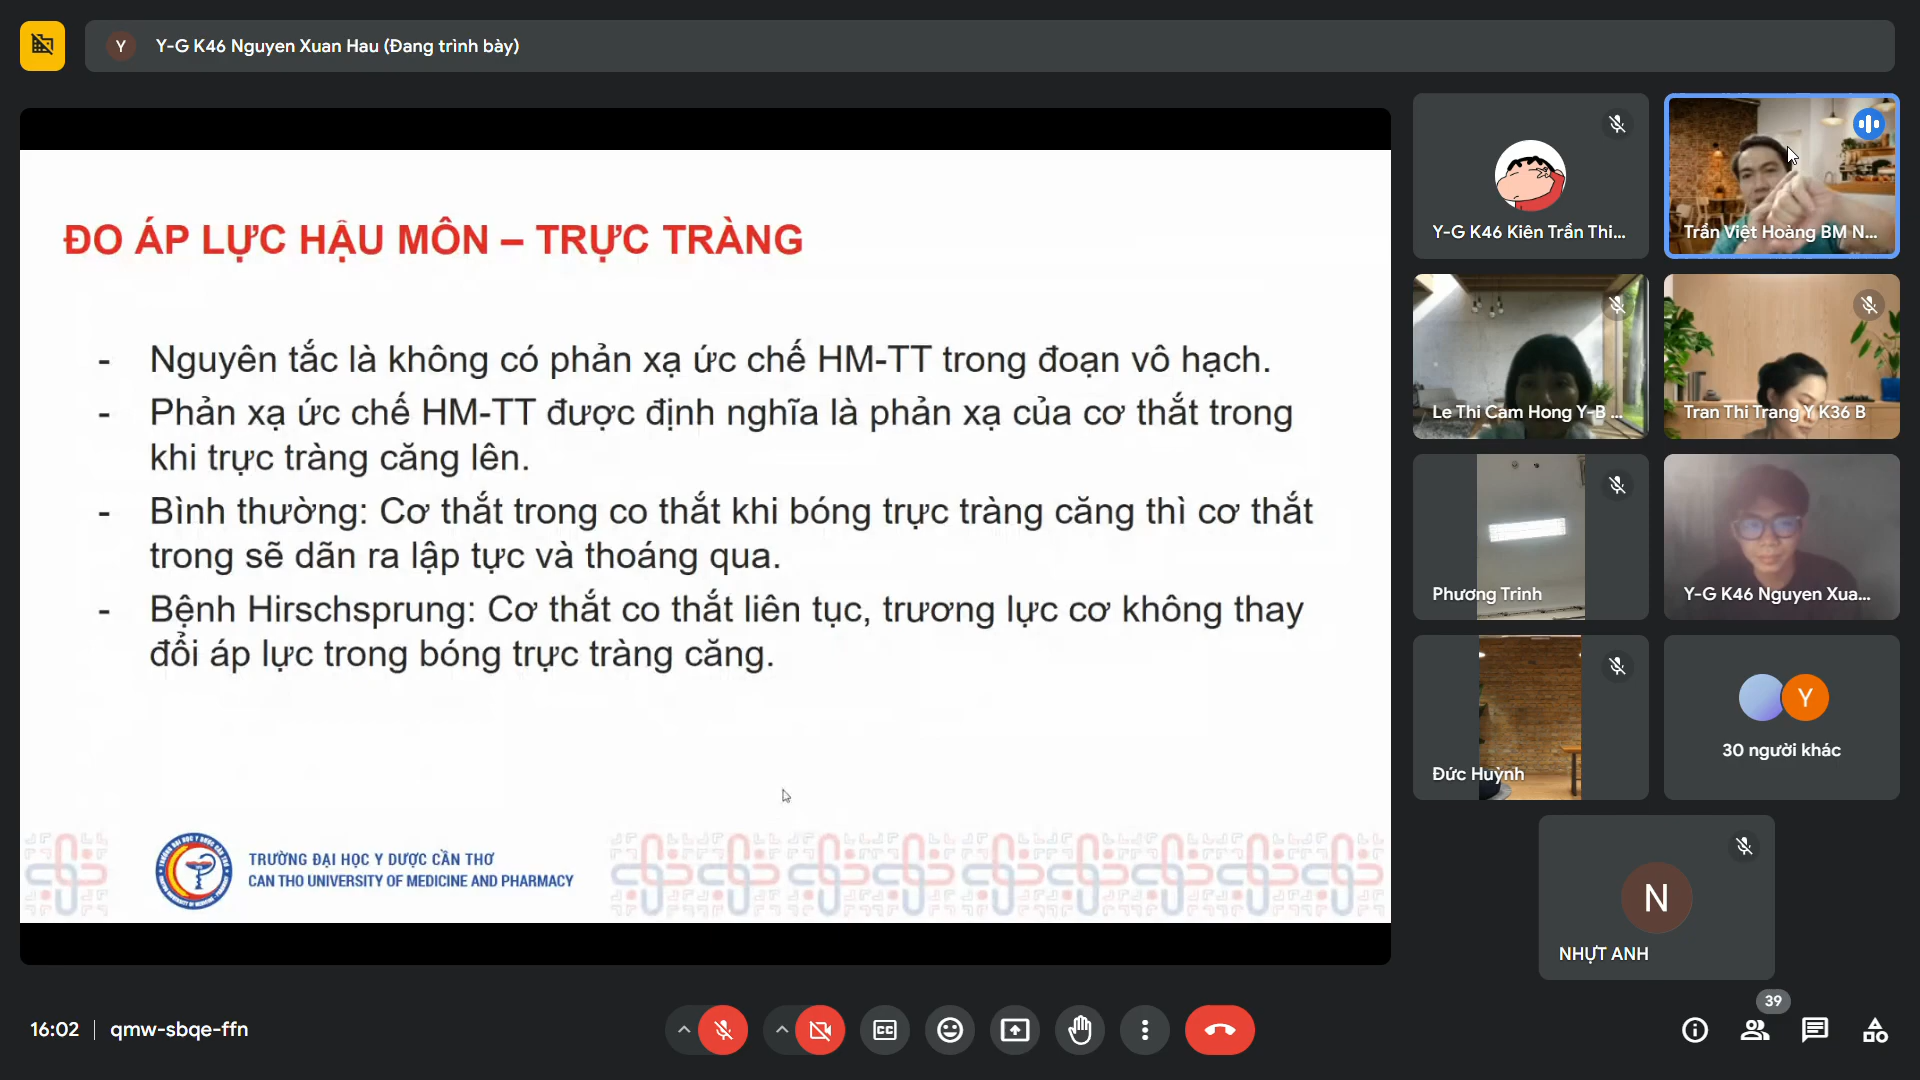 Y
Y-G K46 Nguyen Xuan Hau (Đang trình bày)
ĐO ÁP LỰC HẬU MÔN – TRỰC TRÀNG
- Nguyên tắc là không có phản xạ ức chế HM-TT trong đoạn vô hạch.
- Phản xạ ức chế HM-TT được định nghĩa là phản xạ của cơ thắt trong
khi trực tràng căng lên.
- Bình thường: Cơ thắt trong co thắt khi bóng trực tràng căng thì cơ thắt
trong sẽ dãn ra lập tực và thoáng qua.
- Bệnh Hirschsprung: Cơ thắt co thắt liên tục, trương lực cơ không thay
đổi áp lực trong bóng trực tràng căng.
TRƯỜNG ĐẠI HỌC Y DƯỢC CẦN THƠ
CAN THO UNIVERSITY OF MEDICINE AND PHARMACY
Y-G K46 Kiên Trần Thi...
Trần Việt Hoàng BM N...
Le Thi Cam Hong Y-B ...
Tran Thi Trang Y K36 B
Phương Trinh
Y-G K46 Nguyen Xua...
Đức Huỳnh
Y
30 người khác
N
NHỰT ANH
16:02
qmw-sbqe-ffn
CC
39